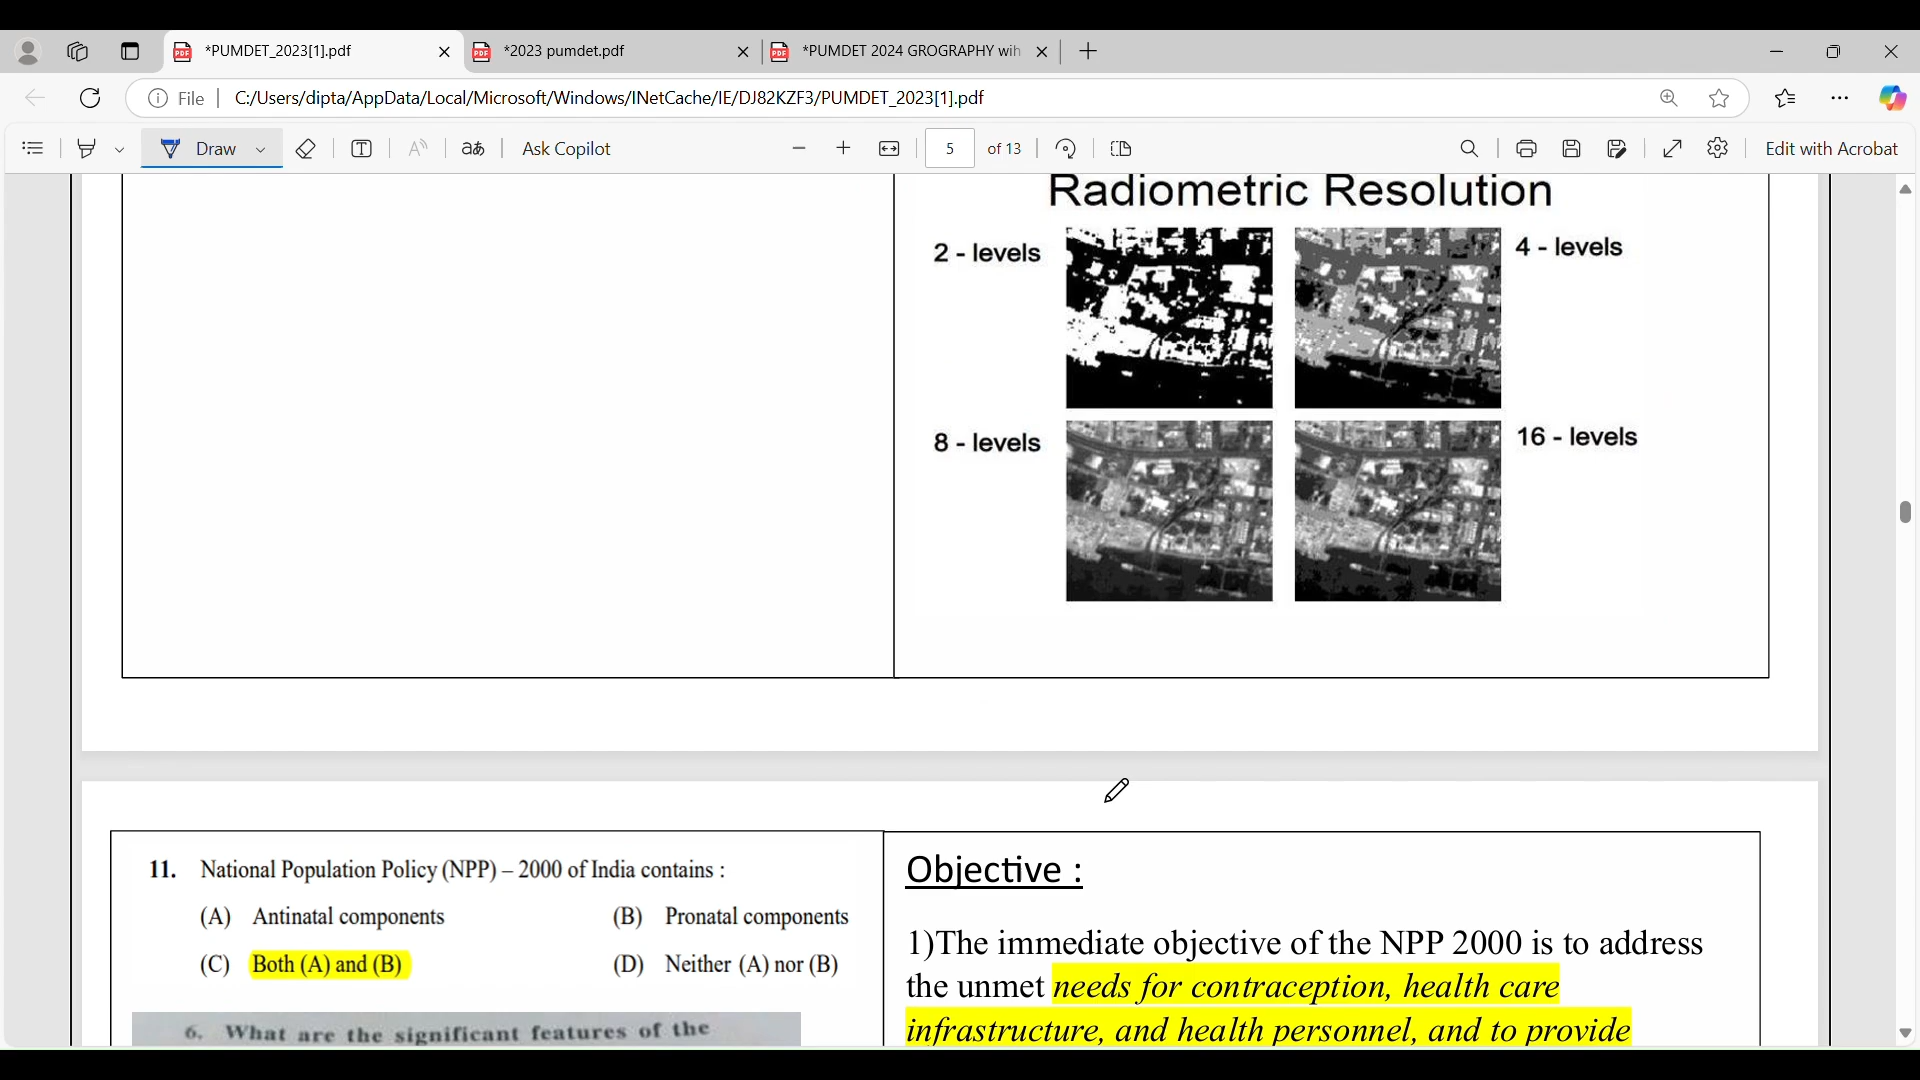 *PUMDET_2023[1].pdf
*2023 pumdet.pdf
*PUMDET 2024 GROGRAPHY wih
File
C:/Users/dipta/AppData/Local/Microsoft/Windows/INetCache/IE/DJ82KZF3/PUMDET_2023[1].pdf
Draw
Ask Copilot
5 of 13
Edit with Acrobat
Radiometric Resolution
2 - levels
4 - levels
8 - levels
16 - levels
11. National Population Policy (NPP) – 2000 of India contains :
(A) Antinatal components
(B) Pronatal components
(C) Both (A) and (B)
(D) Neither (A) nor (B)
6. What are the significant features of the
Objective :
1)The immediate objective of the NPP 2000 is to address
the unmet needs for contraception, health care
infrastructure, and health personnel, and to provide